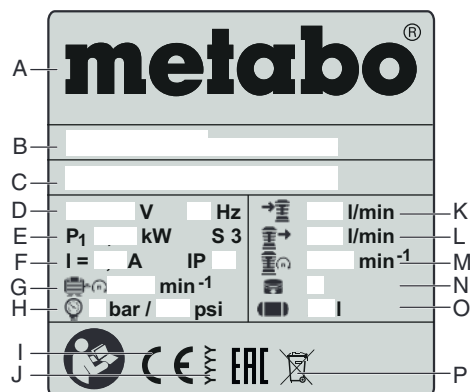 metabo®
A
B
C
D V Hz
E P₁ , kW S 3
F I = , A IP
G n min⁻¹
H bar / psi
→ l/min K
→ l/min L
n min⁻¹ M
N
l O
I CE EAC
J P